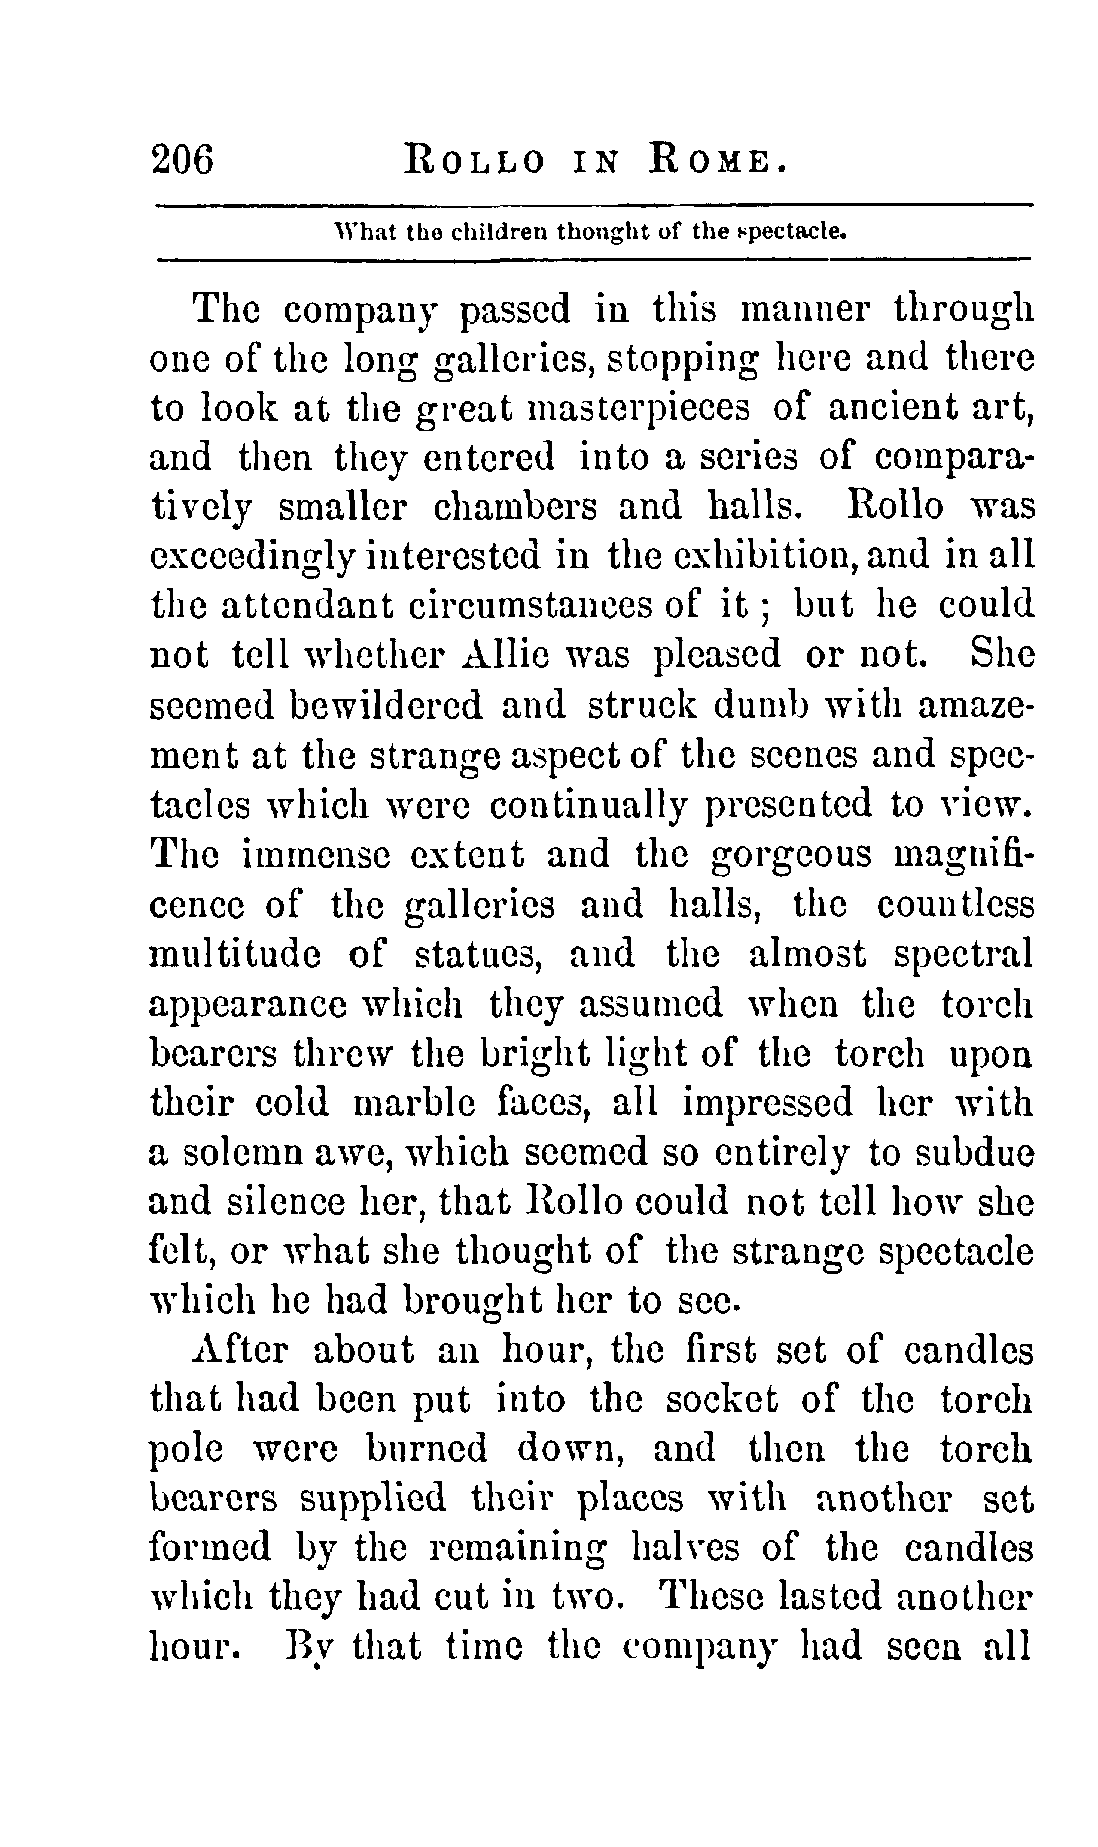 206 ROLLO IN ROME.
What the children thought of the spectacle.
The company passed in this manner through
one of the long galleries, stopping here and there
to look at the great masterpieces of ancient art,
and then they entered into a series of compara-
tively smaller chambers and halls. Rollo was
exceedingly interested in the exhibition, and in all
the attendant circumstances of it ; but he could
not tell whether Allie was pleased or not. She
seemed bewildered and struck dumb with amaze-
ment at the strange aspect of the scenes and spec-
tacles which were continually presented to view.
The immense extent and the gorgeous magnifi-
cence of the galleries and halls, the countless
multitude of statues, and the almost spectral
appearance which they assumed when the torch
bearers threw the bright light of the torch upon
their cold marble faces, all impressed her with
a solemn awe, which seemed so entirely to subdue
and silence her, that Rollo could not tell how she
felt, or what she thought of the strange spectacle
which he had brought her to see.
After about an hour, the first set of candles
that had been put into the socket of the torch
pole were burned down, and then the torch
bearers supplied their places with another set
formed by the remaining halves of the candles
which they had cut in two. These lasted another
hour. By that time the company had seen all